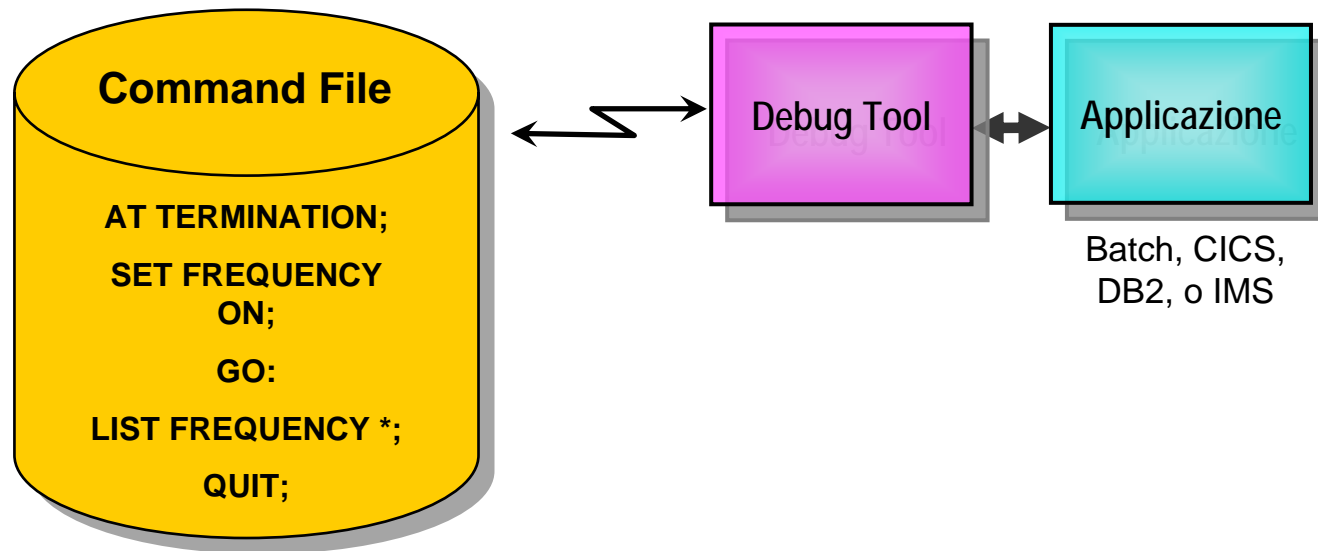 Command File
AT TERMINATION;
SET FREQUENCY
ON;
GO:
LIST FREQUENCY *;
QUIT;
Debug Tool
Applicazione
Batch, CICS,
DB2, o IMS